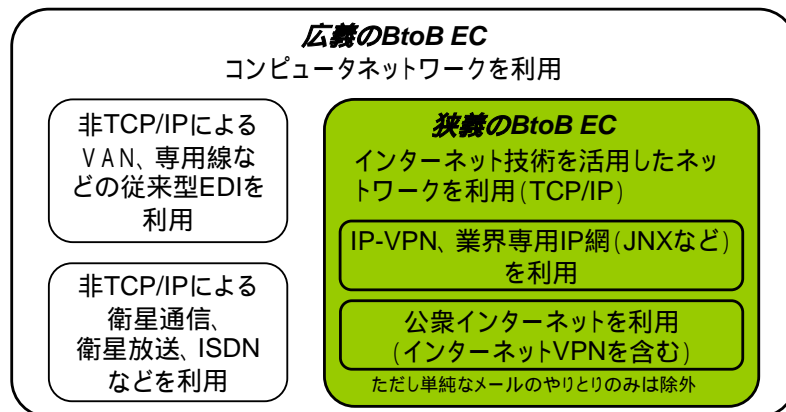 広義のBtoB EC
コンピュータネットワークを利用
非TCP/IPによる
VAN、専用線な
どの従来型EDIを
利用
非TCP/IPによる
衛星通信、
衛星放送、ISDN
などを利用
狭義のBtoB EC
インターネット技術を活用したネッ
トワークを利用(TCP/IP)
IP-VPN、業界専用IP網(JNXなど)
を利用
公衆インターネットを利用
(インターネットVPNを含む)
ただし単純なメールのやりとりのみは除外